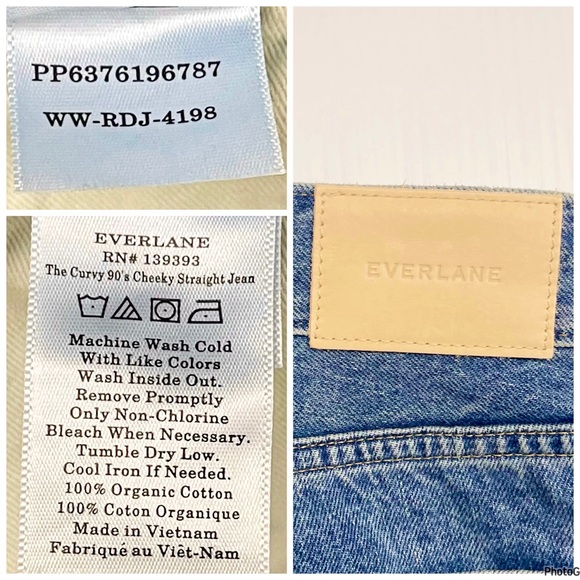 PP6376196787
WW-RDJ-4198
EVERLANE
RN# 139393
The Curvy 90's Cheeky Straight Jean
Machine Wash Cold
With Like Colors
Wash Inside Out.
Remove Promptly
Only Non-Chlorine
Bleach When Necessary.
Tumble Dry Low.
Cool Iron If Needed.
100% Organic Cotton
100% Coton Organique
Made in Vietnam
Fabriqué au Viêt-Nam
EVERLANE
PhotoG